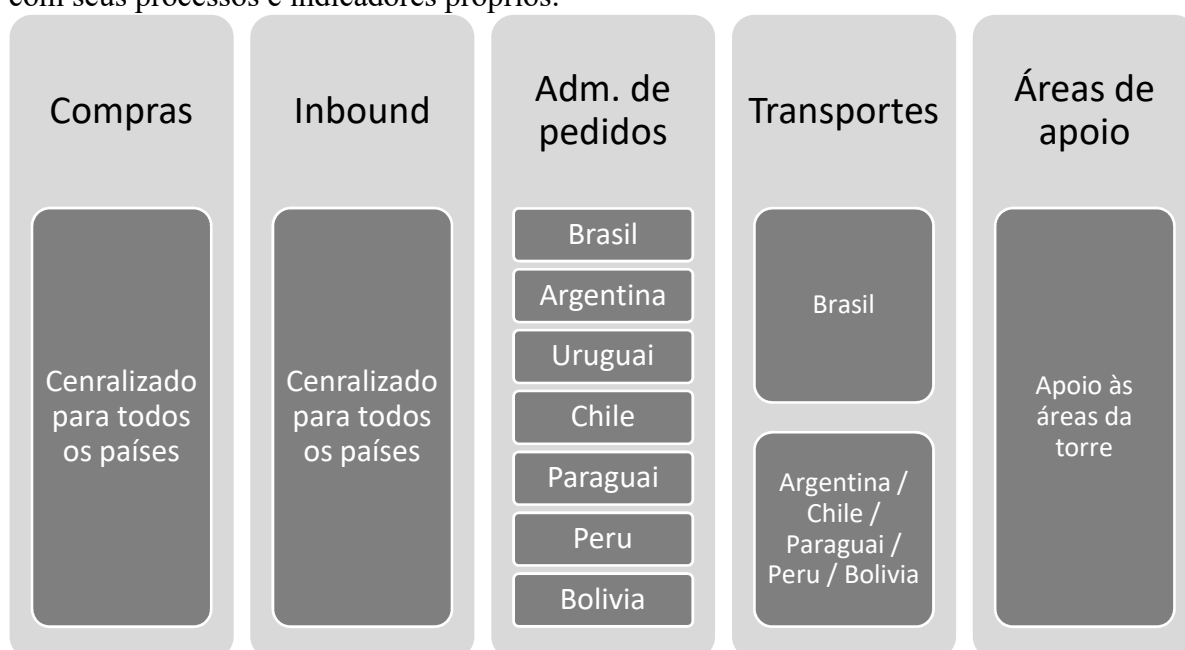 com seus processos e indicadores próprios:
Compras
Cenralizado
para todos
os países
Inbound
Cenralizado
para todos
os países
Adm. de
pedidos
Brasil
Argentina
Uruguai
Chile
Paraguai
Peru
Bolivia
Transportes
Brasil
Argentina /
Chile /
Paraguai /
Peru / Bolivia
Áreas de
apoio
Apoio às
áreas da
torre